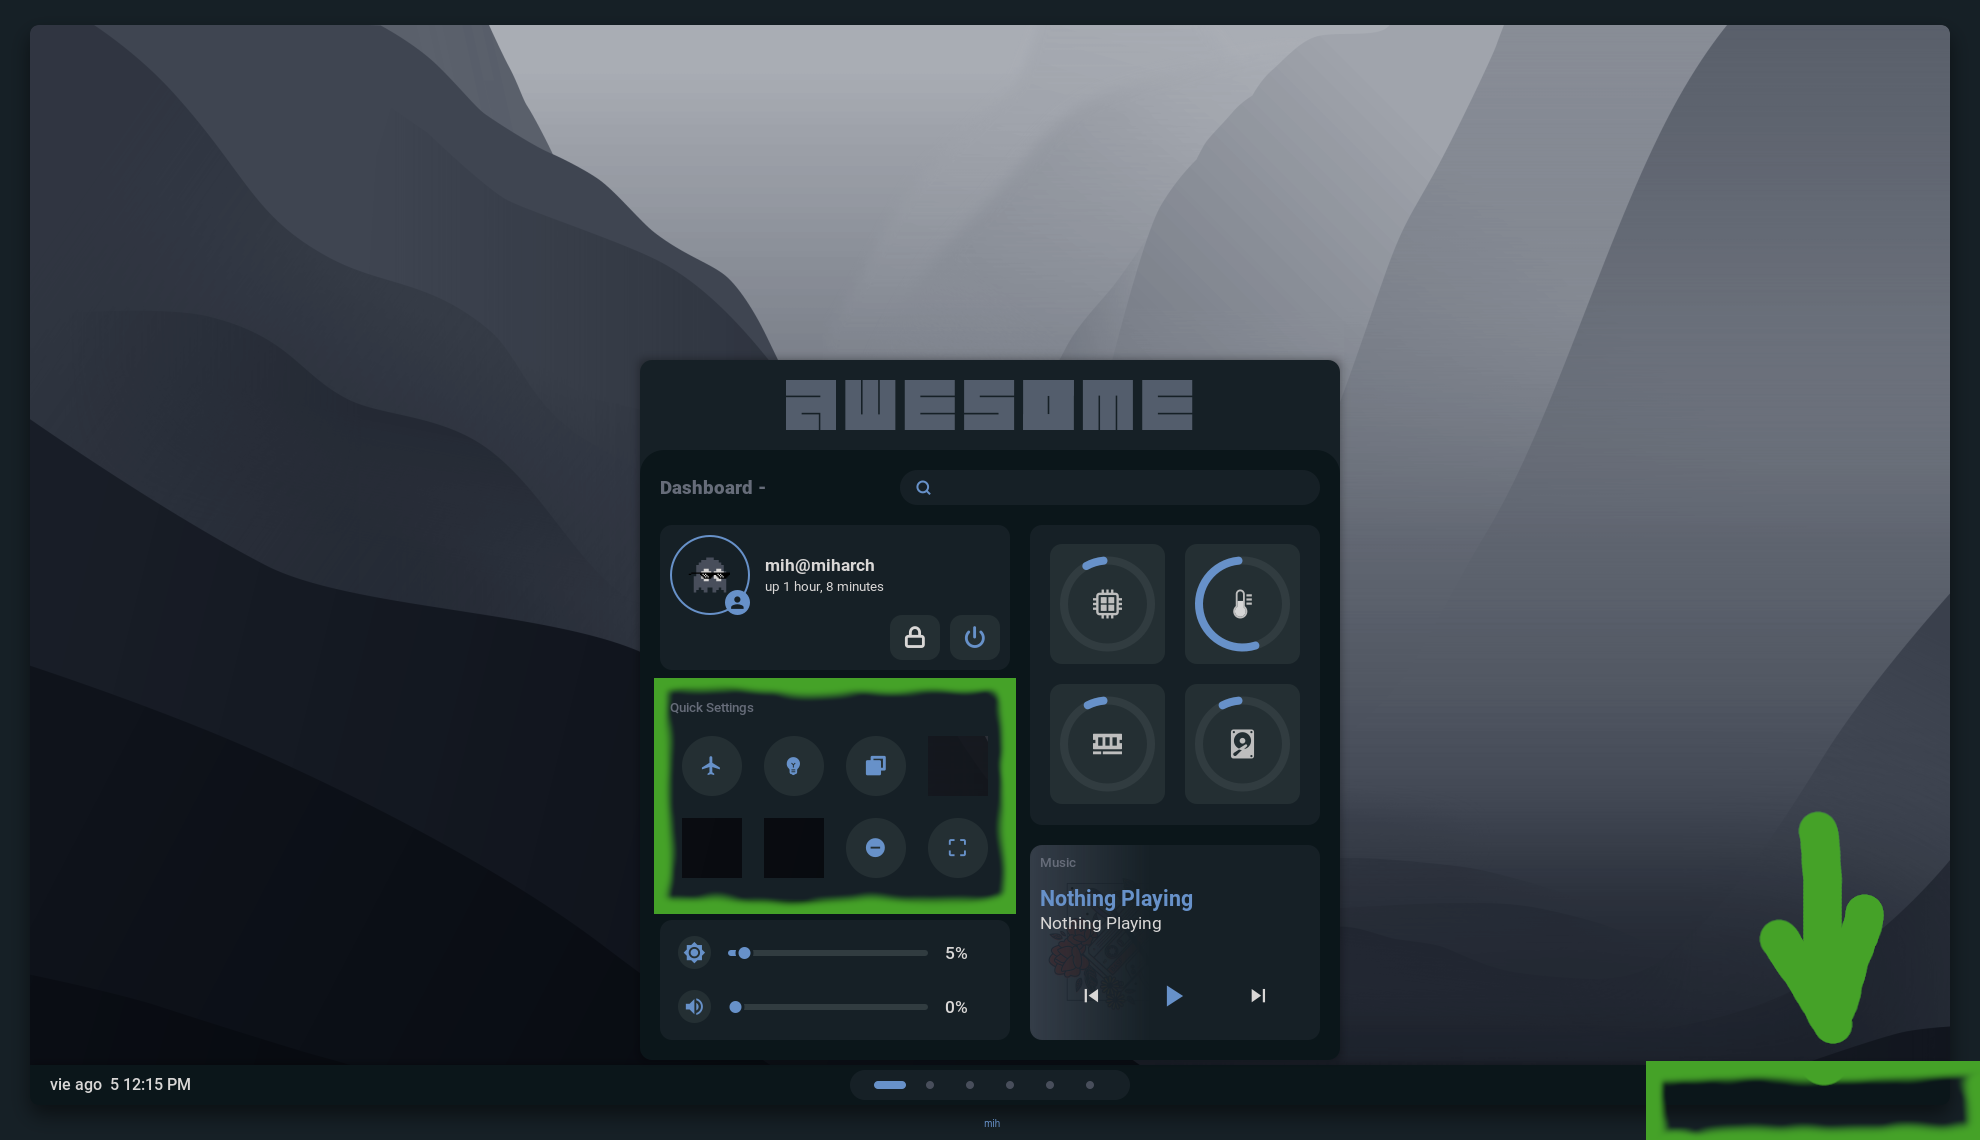 AWESOME
Dashboard -
mih@miharch
up 1 hour, 8 minutes
Quick Settings
5%
0%
Music
Nothing Playing
Nothing Playing
vie ago 5 12:15 PM
mih